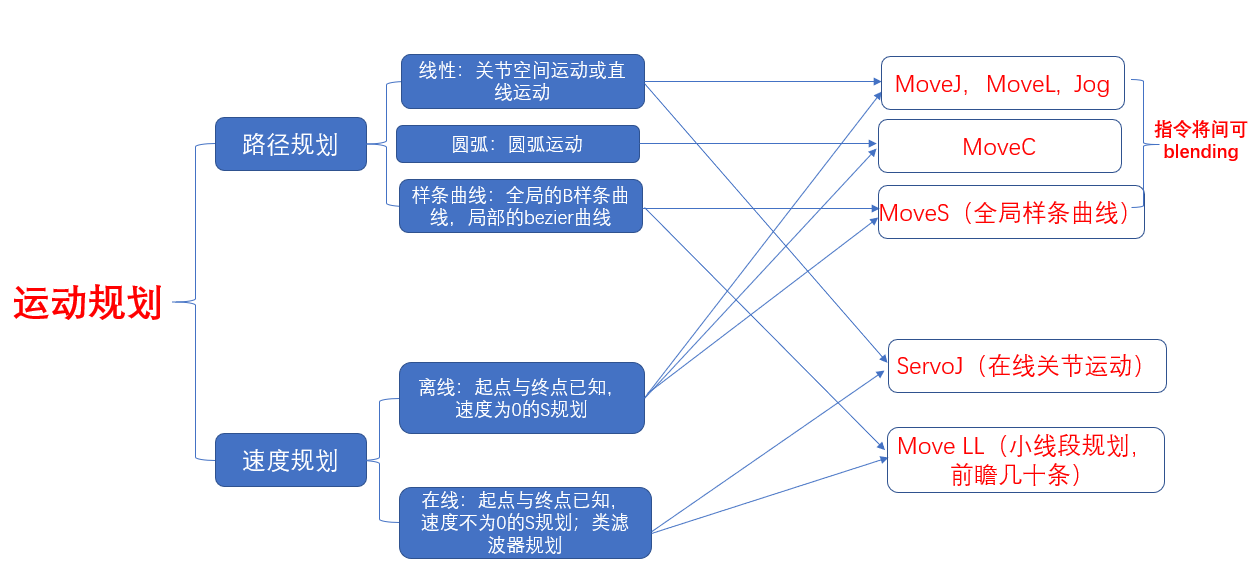 线性：关节空间运动或直
线运动
MoveJ， MoveL, Jog
路径规划
圆弧：圆弧运动
MoveC
指令将间可
blending
样条曲线：全局的B样条曲
线，局部的bezier曲线
MoveS（全局样条曲线）
运动规划
ServoJ（在线关节运动）
离线：起点与终点已知，
速度为0的S规划
速度规划
Move LL（小线段规划，
前瞻几十条）
在线：起点与终点已知，
速度不为0的S规划；类滤
波器规划